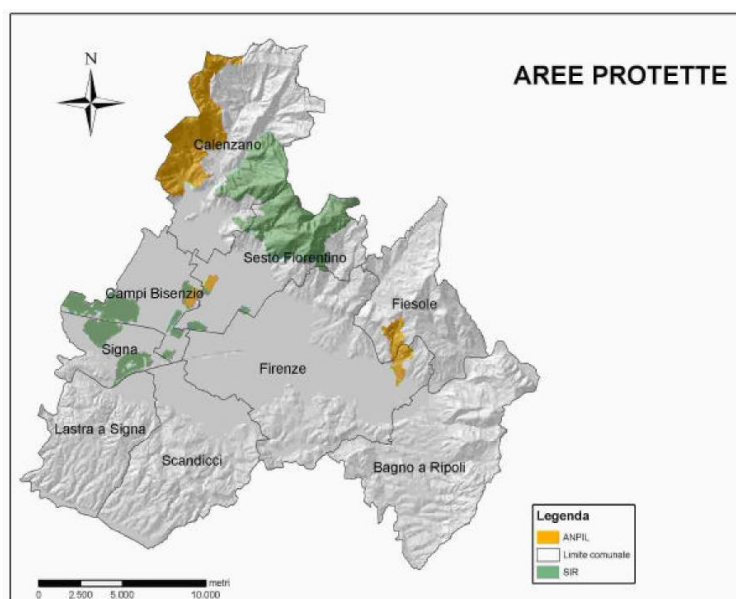 AREE PROTETTE
N
Calenzano
Sesto Fiorentino
Campi Bisenzio
Fiesole
Signa
Firenze
Lastra a Signa
Scandicci
Bagno a Ripoli
Legenda
ANPIL
Limite comunale
SIR
metri
0 2.500 5.000 10.000